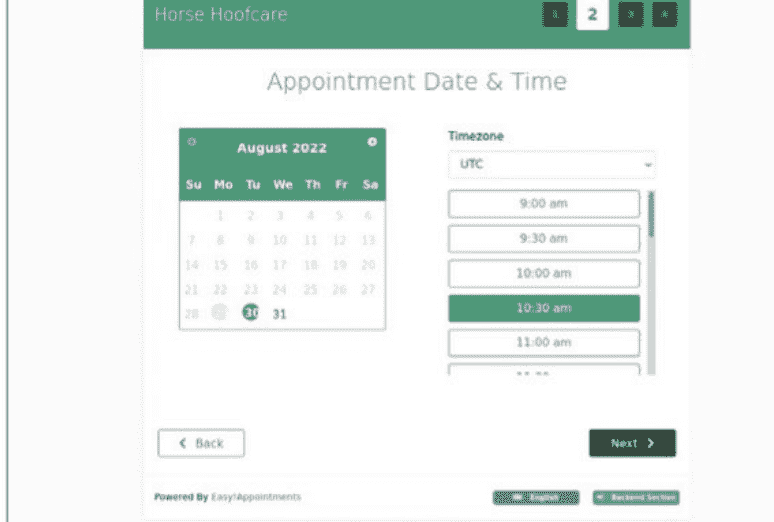 Horse Hoofcare
1 2 3 4
Appointment Date & Time
August 2022
Su Mo Tu We Th Fr Sa
1 2 3 4 5 6
7 8 9 10 11 12 13
14 15 16 17 18 19 20
21 22 23 24 25 26 27
28 30 31
Timezone
UTC
9:00 am
9:30 am
10:00 am
10:30 am
11:00 am
Back
Next
Powered By Easy!Appointments
English
Backend Section